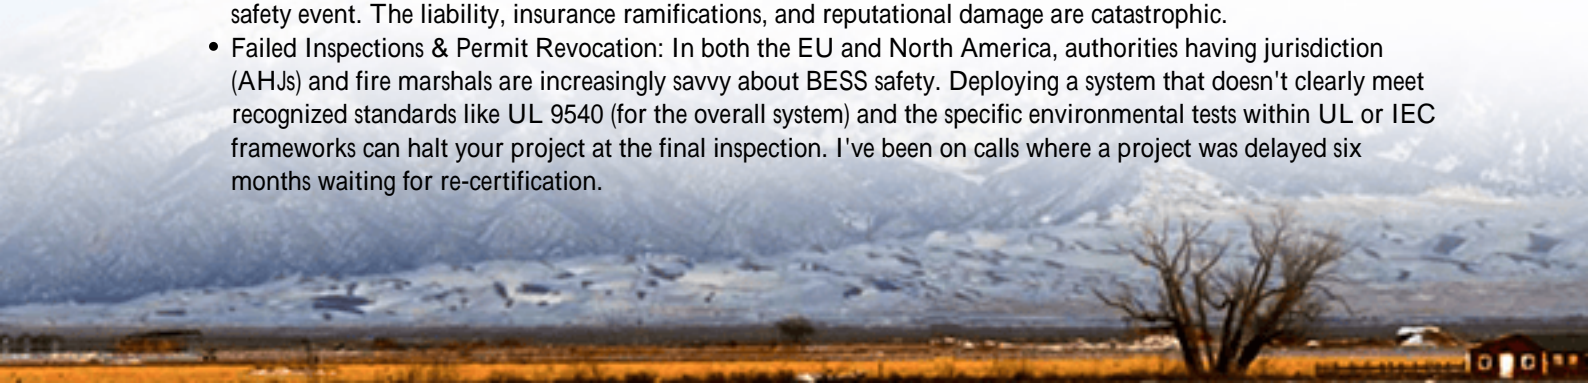 safety event. The liability, insurance ramifications, and reputational damage are catastrophic.
• Failed Inspections & Permit Revocation: In both the EU and North America, authorities having jurisdiction
(AHJs) and fire marshals are increasingly savvy about BESS safety. Deploying a system that doesn't clearly meet
recognized standards like UL 9540 (for the overall system) and the specific environmental tests within UL or IEC
frameworks can halt your project at the final inspection. I've been on calls where a project was delayed six
months waiting for re-certification.